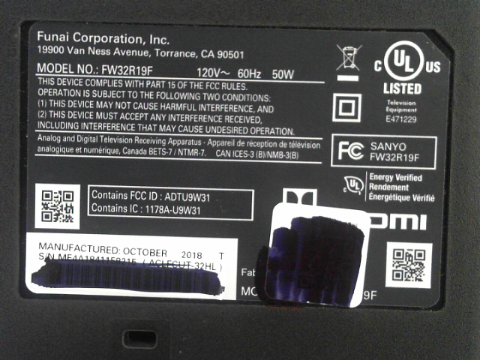 Funai Corporation, Inc.
19900 Van Ness Avenue, Torrance, CA 90501
MODEL NO.: FW32R19F 120V~ 60Hz 50W
THIS DEVICE COMPLIES WITH PART 15 OF THE FCC RULES.
OPERATION IS SUBJECT TO THE FOLLOWING TWO CONDITIONS:
(1) THIS DEVICE MAY NOT CAUSE HARMFUL INTERFERENCE, AND
(2) THIS DEVICE MUST ACCEPT ANY INTERFERENCE RECEIVED,
INCLUDING INTERFERENCE THAT MAY CAUSE UNDESIRED OPERATION.
Analog and Digital Television Receiving Apparatus - Appareil de réception de télévision
analogique et numérique, Canada BETS-7 / NTMR-7. CAN ICES-3 (B)/NMB-3(B)
C UL US
LISTED
Television
Equipment
E471229
FC SANYO
FW32R19F
UL Energy Verified
Rendement
Énergétique Vérifié
Contains FCC ID : ADTU9W31
Contains IC : 1178A-U9W31
MANUFACTURED: OCTOBER 2018 T
S/N